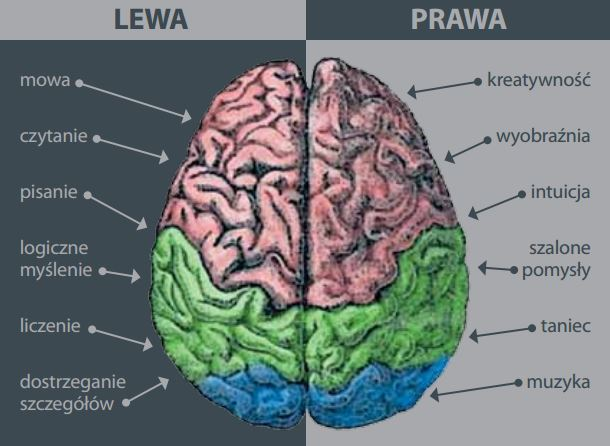 LEWA
PRAWA
mowa
czytanie
pisanie
logiczne
myślenie
liczenie
dostrzeganie
szczegółów
kreatywność
wyobraźnia
intuicja
szalone
pomysły
taniec
muzyka